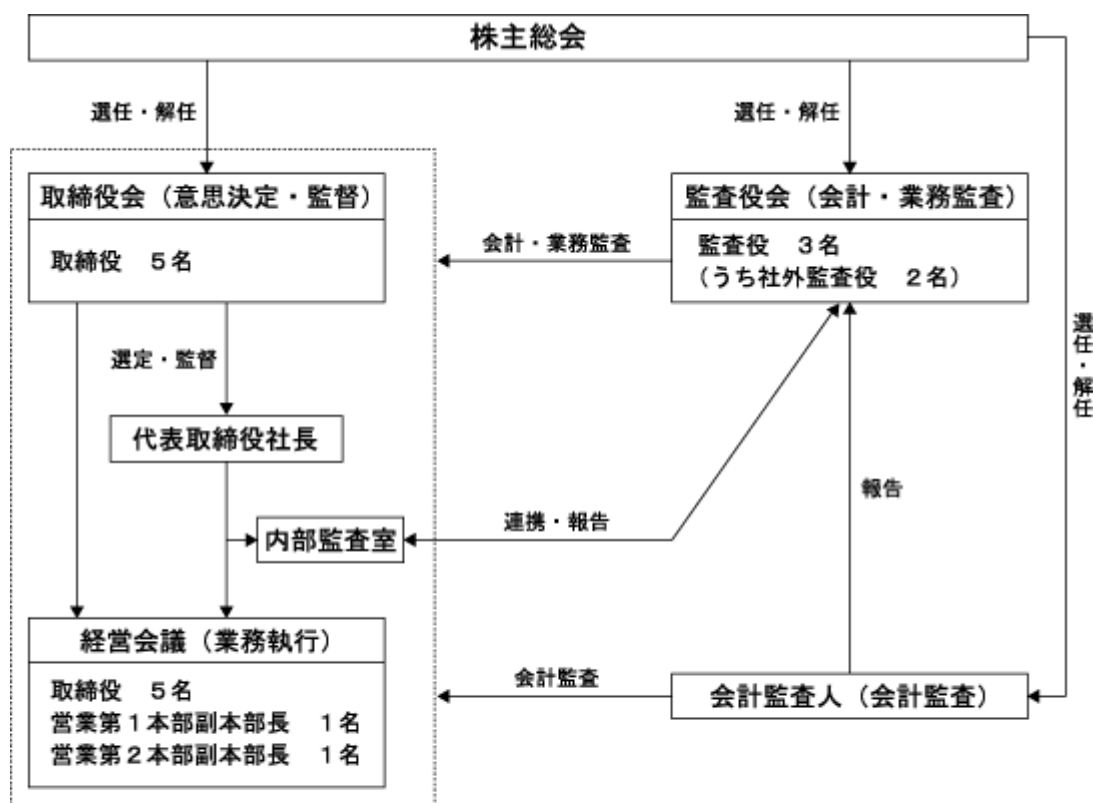 株主総会
選任・解任
選任・解任
取締役会（意思決定・監督）
取締役　５名
監査役会（会計・業務監査）
監査役　３名
（うち社外監査役　２名）
会計・業務監査
選任・解任
選定・監督
代表取締役社長
報告
連携・報告
内部監査室
経営会議（業務執行）
取締役　５名
営業第１本部副本部長　１名
営業第２本部副本部長　１名
会計監査
会計監査人（会計監査）